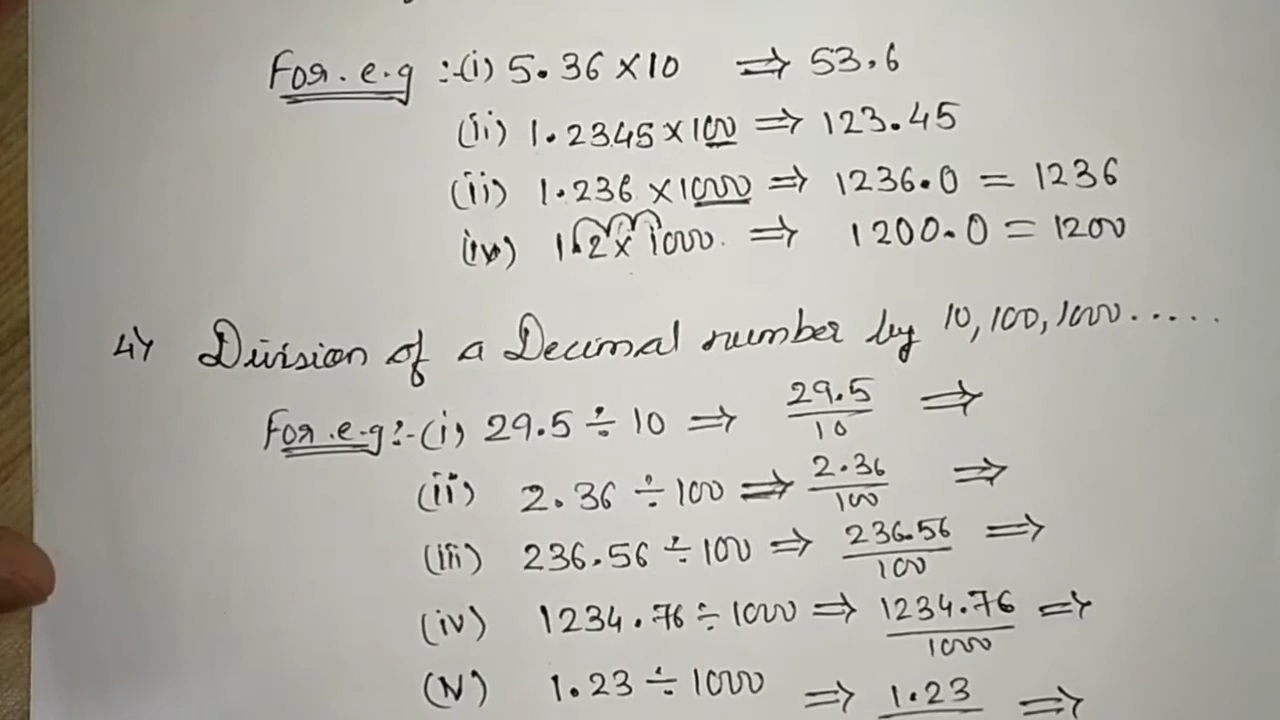 For.e.g :-(i) 5.36 × 10 ⇒ 53.6
(ii) 1.2345 × 100 ⇒ 123.45
(ii) 1.236 × 1000 ⇒ 1236.0 = 1236
(iv) 1.2 × 1000 ⇒ 1200.0 = 1200
4) Division of a Decimal number by 10, 100, 1000.....
For.e.g:-(i) 29.5 ÷ 10 ⇒ 29.5/10 ⇒
(ii) 2.36 ÷ 100 ⇒ 2.36/100 ⇒
(iii) 236.56 ÷ 100 ⇒ 236.56/100 ⇒
(iv) 1234.76 ÷ 1000 ⇒ 1234.76/1000 ⇒
(V) 1.23 ÷ 1000 ⇒ 1.23 ⇒